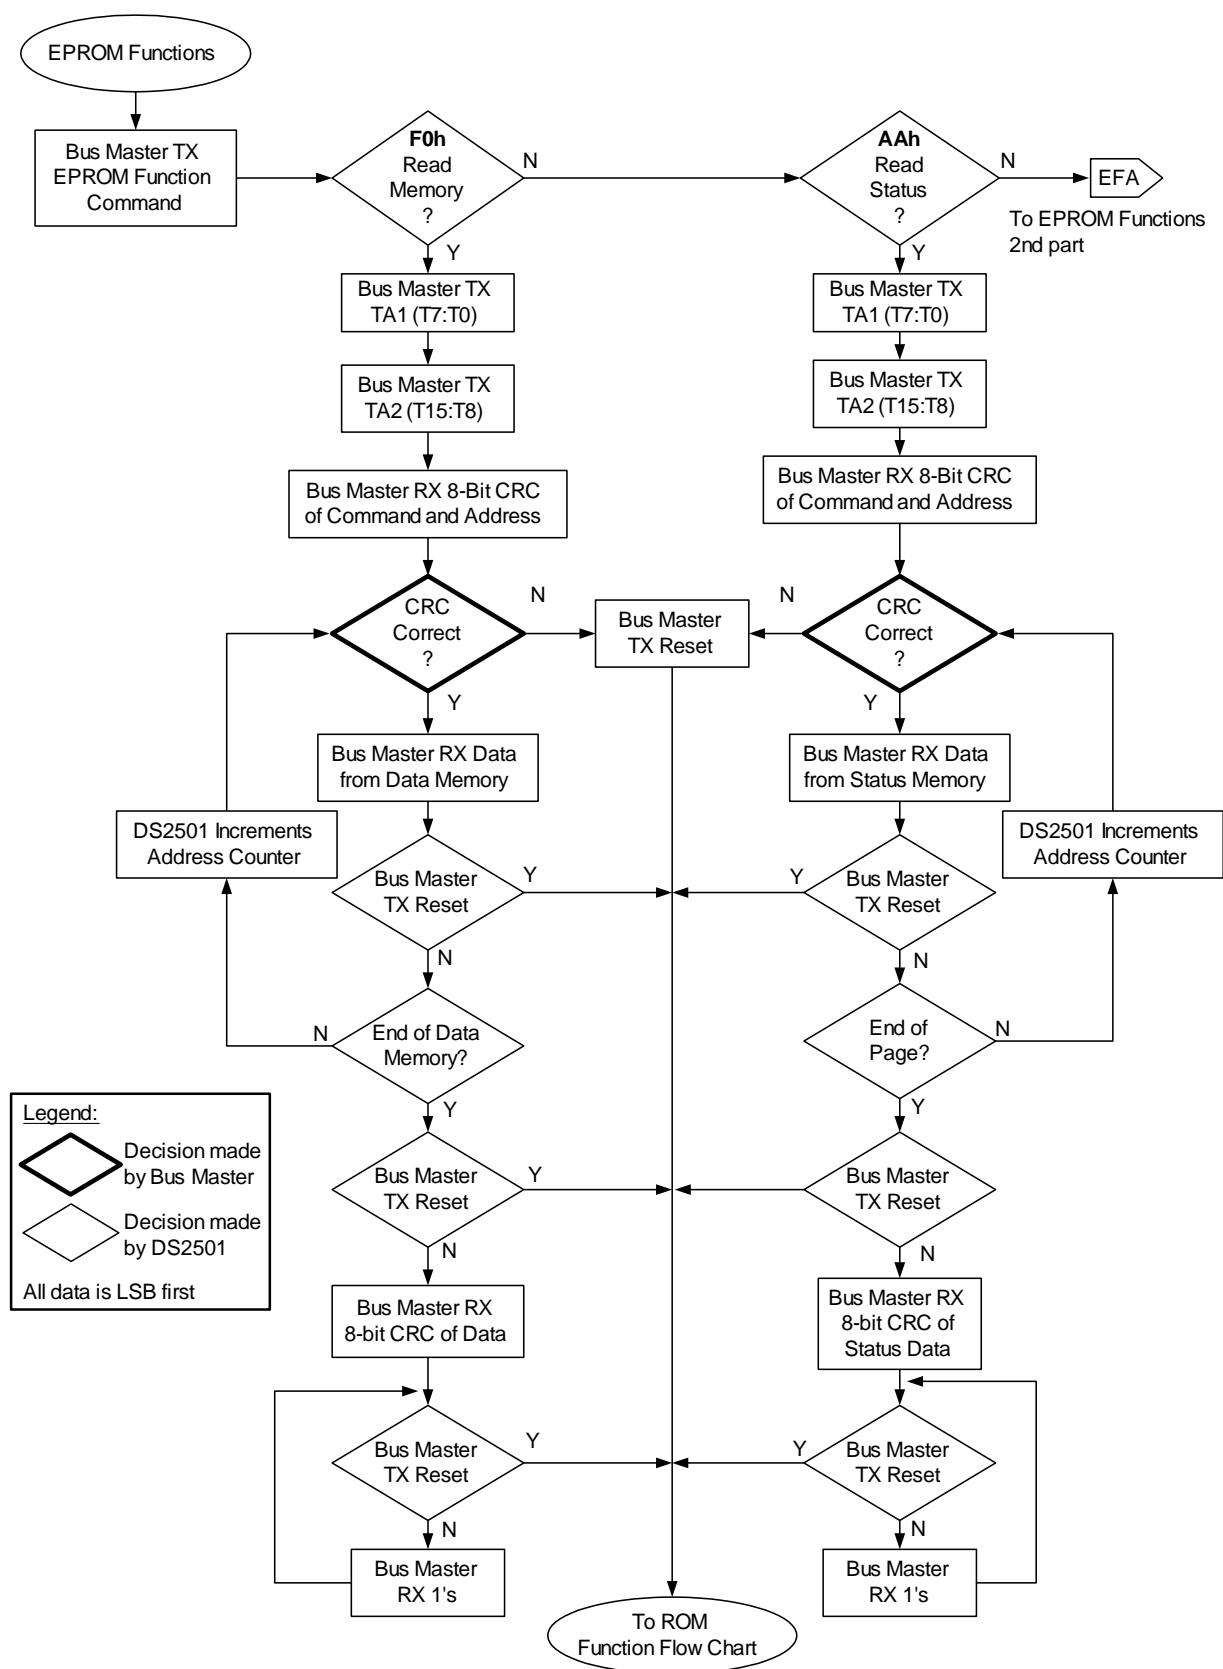 EPROM Functions
Bus Master TX
EPROM Function
Command
F0h
Read
Memory
?
N
Y
AAh
Read
Status
?
N
Y
EFA
To EPROM Functions
2nd part
Bus Master TX
TA1 (T7:T0)
Bus Master TX
TA1 (T7:T0)
Bus Master TX
TA2 (T15:T8)
Bus Master TX
TA2 (T15:T8)
Bus Master RX 8-Bit CRC
of Command and Address
Bus Master RX 8-Bit CRC
of Command and Address
CRC
Correct
?
N
Y
Bus Master
TX Reset
N
CRC
Correct
?
Y
Bus Master RX Data
from Data Memory
Bus Master RX Data
from Status Memory
DS2501 Increments
Address Counter
DS2501 Increments
Address Counter
Bus Master
TX Reset
Y
N
Y
Bus Master
TX Reset
N
N
End of Data
Memory?
Y
End of
Page?
N
Y
Legend:
Decision made
by Bus Master
Decision made
by DS2501
All data is LSB first
Bus Master
TX Reset
Y
N
Bus Master
TX Reset
N
Bus Master RX
8-bit CRC of Data
Bus Master RX
8-bit CRC of
Status Data
Bus Master
TX Reset
Y
N
Y
Bus Master
TX Reset
N
Bus Master
RX 1's
Bus Master
RX 1's
To ROM
Function Flow Chart